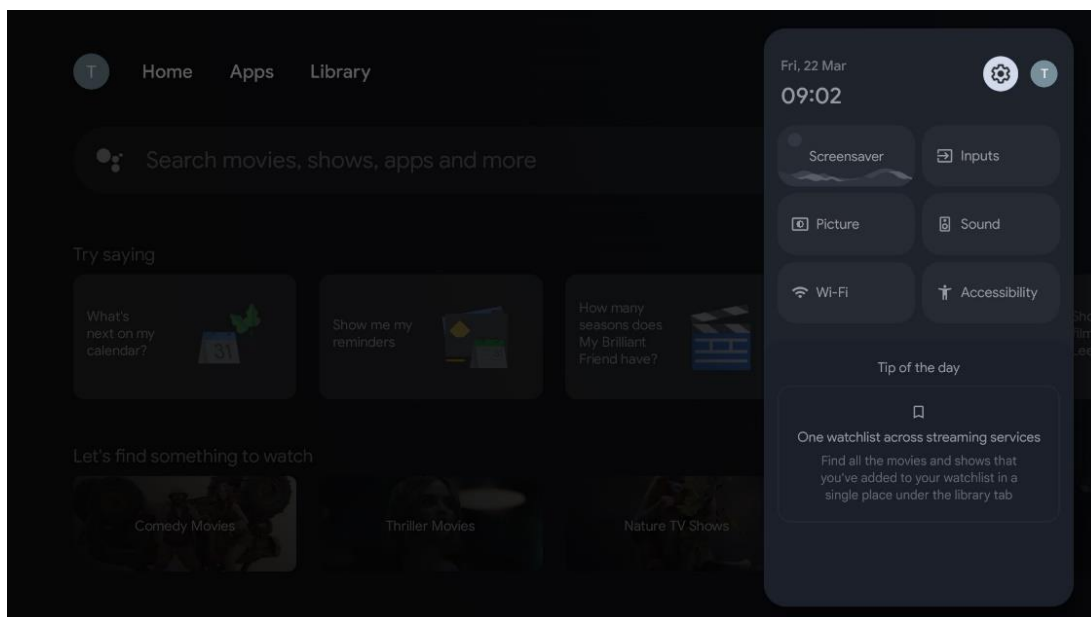 T
Home Apps Library
Search movies, shows, apps and more
Try saying
What's
next on my
calendar?
31
Show me my
reminders
How many
seasons does
My Brilliant
Friend have?
Let's find something to watch
Comedy Movies
Thriller Movies
Nature TV Shows
Fri, 22 Mar
T
09:02
Screensaver
Inputs
Picture
Sound
Wi-Fi
Accessibility
Tip of the day
One watchlist across streaming services
Find all the movies and shows that
you've added to your watchlist in a
single place under the library tab